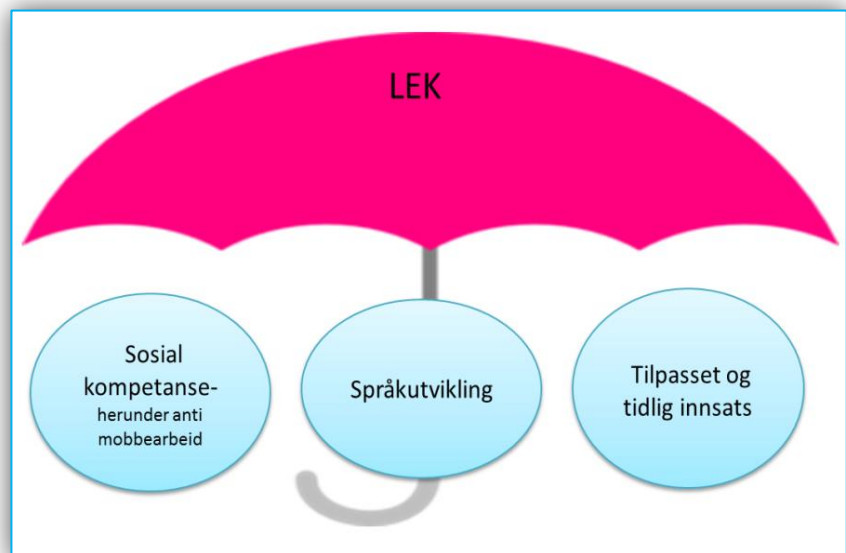 LEK
Sosial
kompetanse-
herunder anti
mobbearbeid
Språkutvikling
Tilpasset og
tidlig innsats